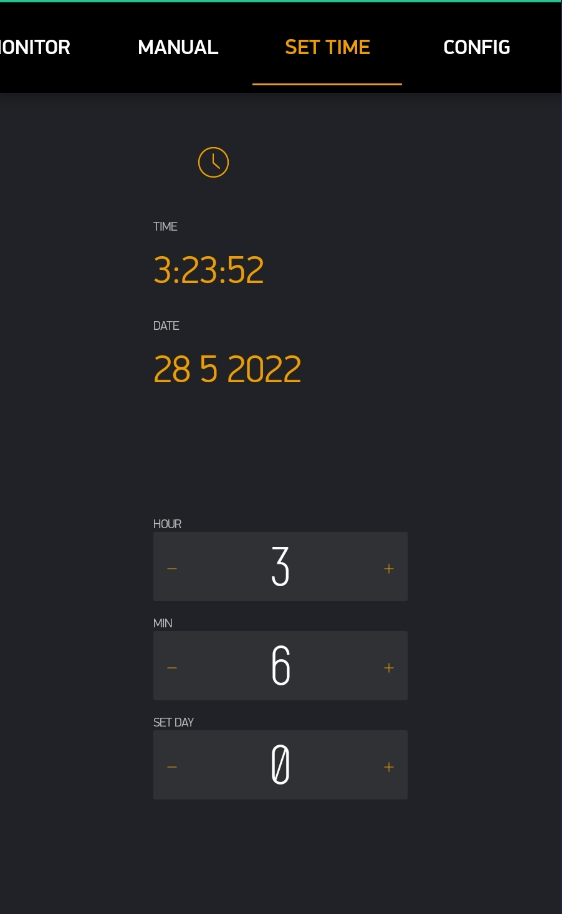 ONITOR MANUAL SET TIME CONFIG
TIME
3:23:52
DATE
28 5 2022
HOUR
− 3 +
MIN
− 6 +
SET DAY
− 0 +